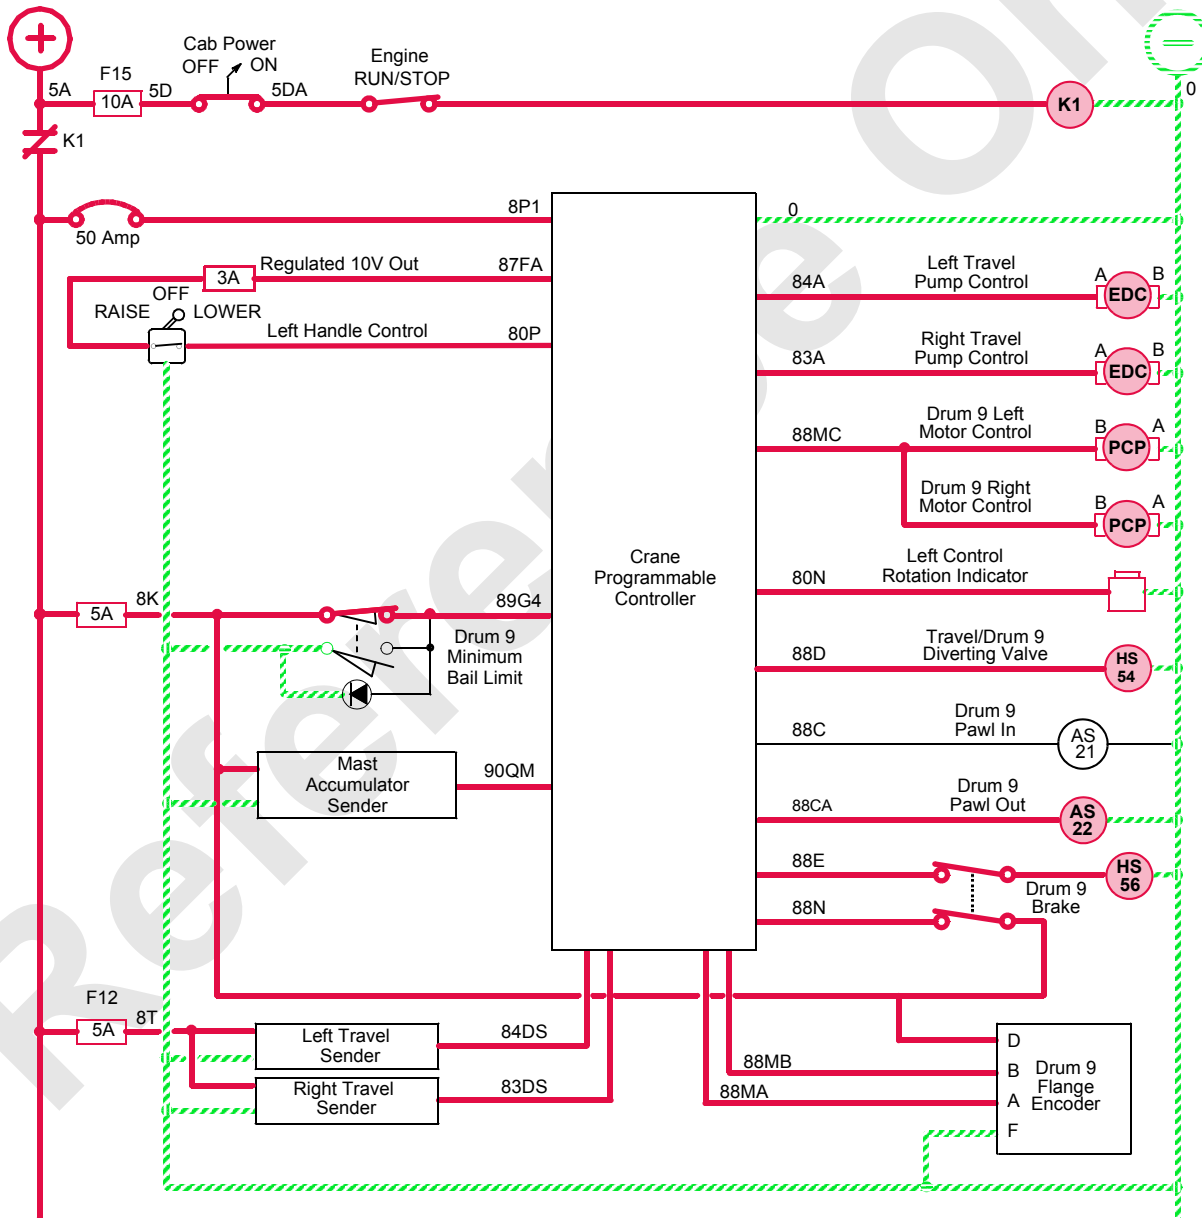 Cab Power
OFF ON
Engine
RUN/STOP
5A
F15
10A
5D
5DA
K1
0
K1
50 Amp
8P1
0
3A
Regulated 10V Out
87FA
OFF
RAISE LOWER
Left Handle Control
80P
84A
Left Travel
Pump Control
A EDC B
83A
Right Travel
Pump Control
A EDC B
88MC
Drum 9 Left
Motor Control
B PCP A
Drum 9 Right
Motor Control
B PCP A
Crane
Programmable
Controller
80N
Left Control
Rotation Indicator
5A
8K
89G4
Drum 9
Minimum
Bail Limit
88D
Travel/Drum 9
Diverting Valve
HS
54
88C
Drum 9
Pawl In
AS
21
Mast
Accumulator
Sender
90QM
88CA
Drum 9
Pawl Out
AS
22
88E
HS
56
Drum 9
Brake
88N
F12
5A
8T
Left Travel
Sender
84DS
Right Travel
Sender
83DS
88MB
88MA
D
B
A
F
Drum 9
Flange
Encoder
Reference On